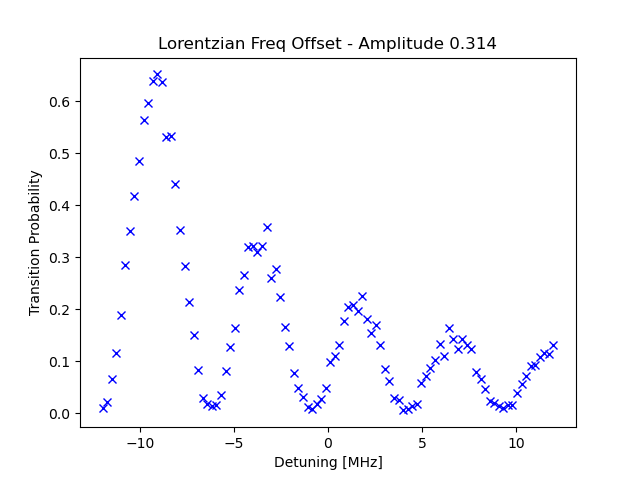 Lorentzian Freq Offset - Amplitude 0.314
Transition Probability
0.6
0.5
0.4
0.3
0.2
0.1
0.0
−10 −5 0 5 10
Detuning [MHz]